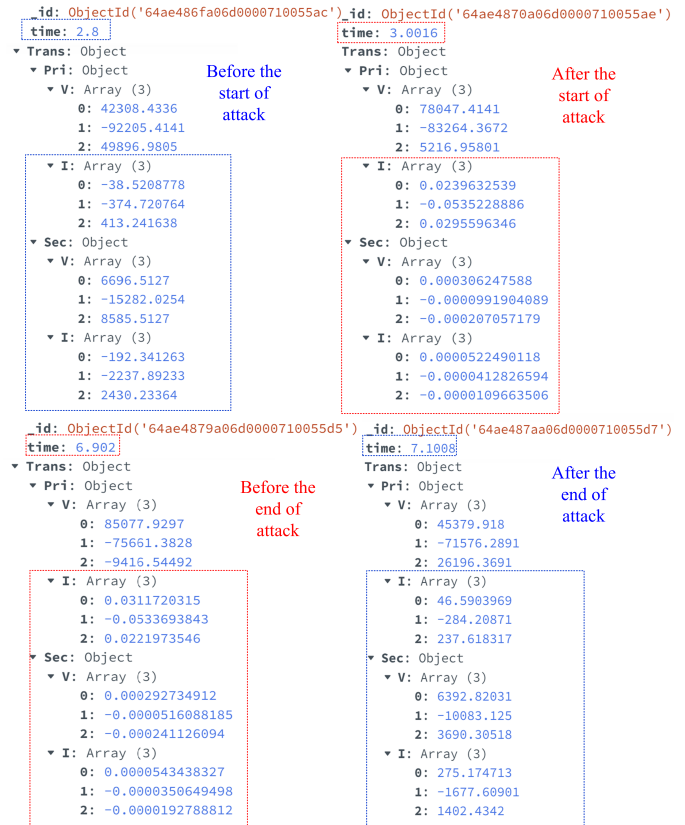 _id: ObjectId('64ae486fa06d0000710055ac')
time: 2.8
Trans: Object
Pri: Object
V: Array (3)
0: 42308.4336
1: -92205.4141
2: 49896.9805
I: Array (3)
0: -38.5208778
1: -374.720764
2: 413.241638
Sec: Object
V: Array (3)
0: 6696.5127
1: -15282.0254
2: 8585.5127
I: Array (3)
0: -192.341263
1: -2237.89233
2: 2430.23364
Before the
start of
attack
_id: ObjectId('64ae4870a06d0000710055ae')
time: 3.0016
Trans: Object
Pri: Object
V: Array (3)
0: 78047.4141
1: -83264.3672
2: 5216.95801
I: Array (3)
0: 0.0239632539
1: -0.0535228886
2: 0.0295596346
Sec: Object
V: Array (3)
0: 0.000306247588
1: -0.0000991904089
2: -0.000207057179
I: Array (3)
0: 0.0000522490118
1: -0.0000412826594
2: -0.0000109663506
After the
start of
attack
_id: ObjectId('64ae4879a06d0000710055d5')
time: 6.902
Trans: Object
Pri: Object
V: Array (3)
0: 85077.9297
1: -75661.3828
2: -9416.54492
I: Array (3)
0: 0.0311720315
1: -0.0533693843
2: 0.0221973546
Sec: Object
V: Array (3)
0: 0.000292734912
1: -0.0000516088185
2: -0.000241126094
I: Array (3)
0: 0.0000543438327
1: -0.0000350649498
2: -0.0000192788812
Before the
end of
attack
_id: ObjectId('64ae487aa06d0000710055d7')
time: 7.1008
Trans: Object
Pri: Object
V: Array (3)
0: 45379.918
1: -71576.2891
2: 26196.3691
I: Array (3)
0: 46.5903969
1: -284.20871
2: 237.618317
Sec: Object
V: Array (3)
0: 6392.82031
1: -10083.125
2: 3690.30518
I: Array (3)
0: 275.174713
1: -1677.60901
2: 1402.4342
After the
end of
attack